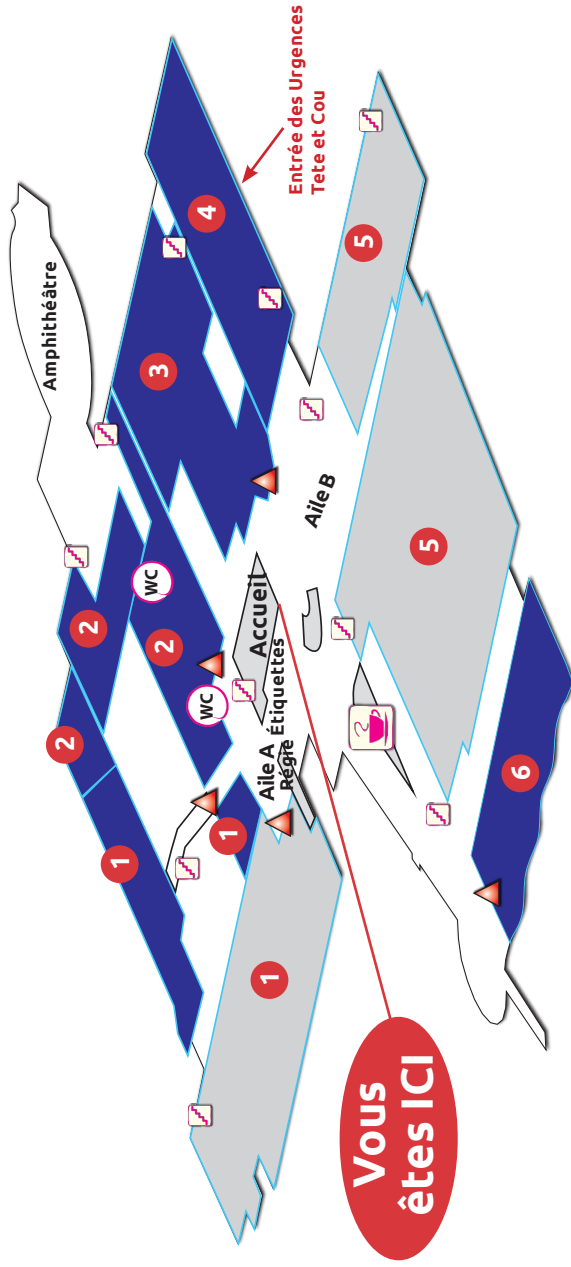 Amphithéâtre
Entrée des Urgences
Tete et Cou
4
3
5
2
WC
2
2
WC
Aile B
Accueil
Étiquettes
Aile A
Régie
1
1
1
5
6
Vous
êtes ICI